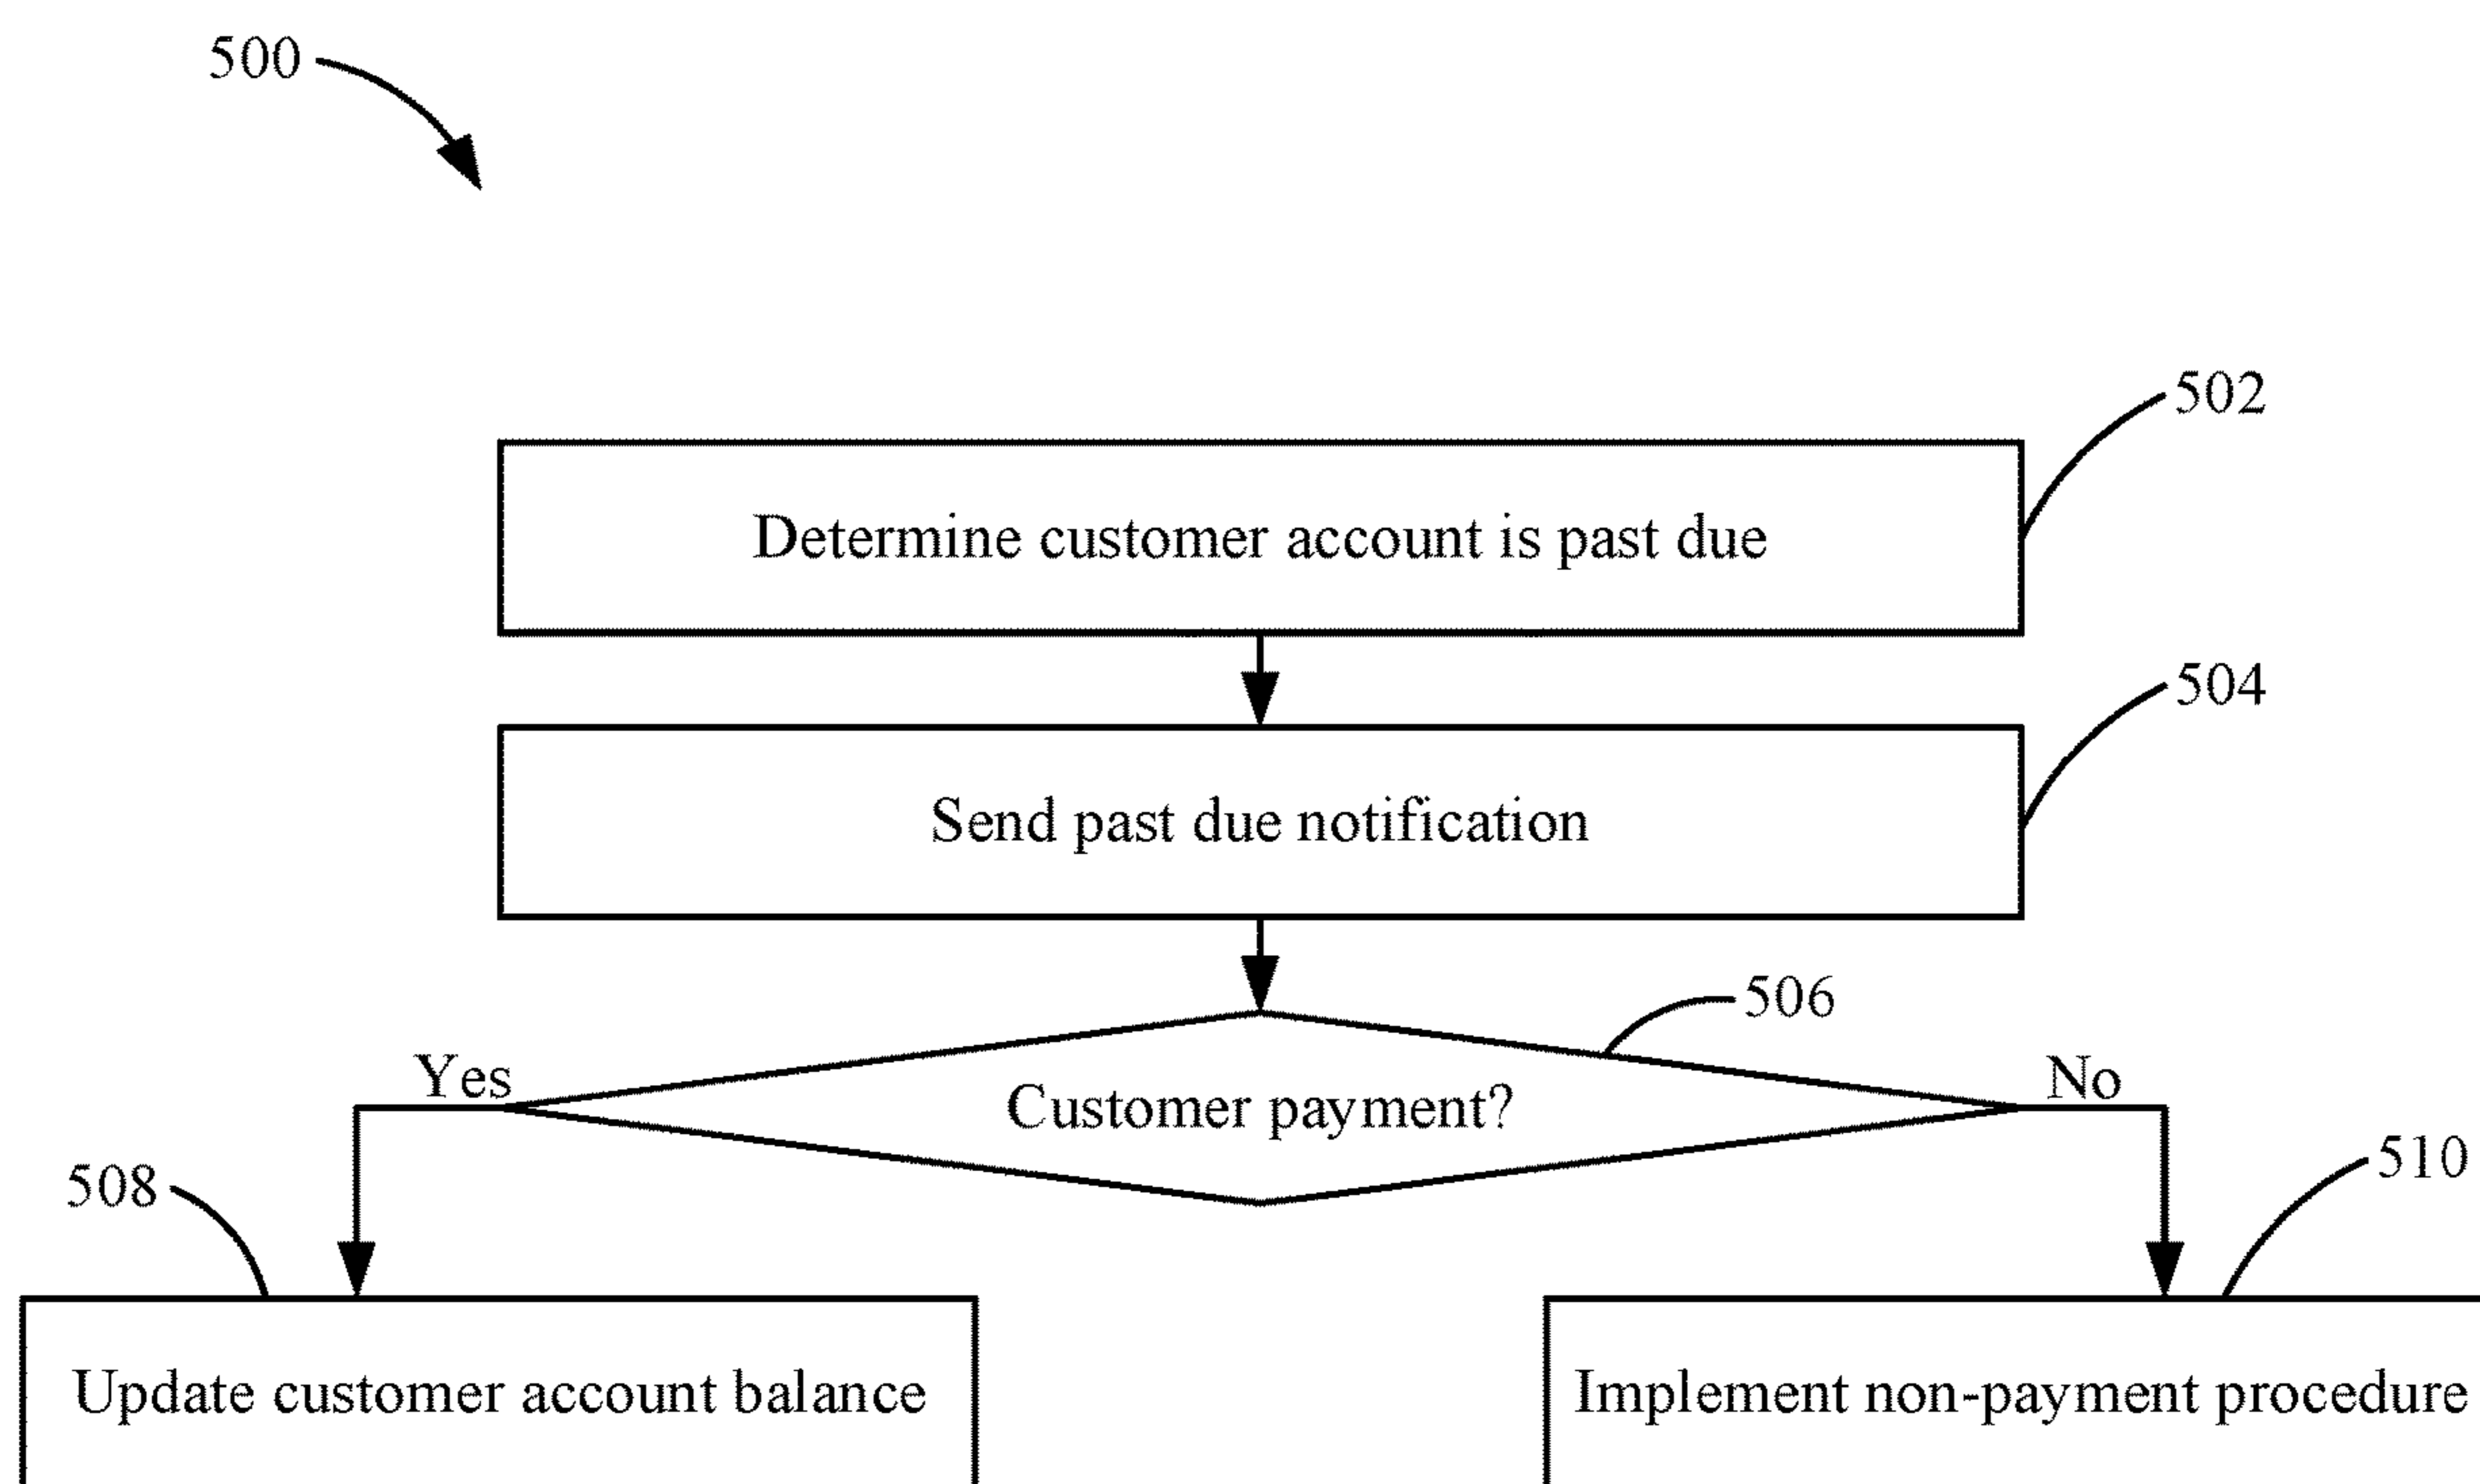 500
502
Determine customer account is past due
504
Send past due notification
506
Yes
No
Customer payment?
508
510
Update customer account balance
Implement non-payment procedure